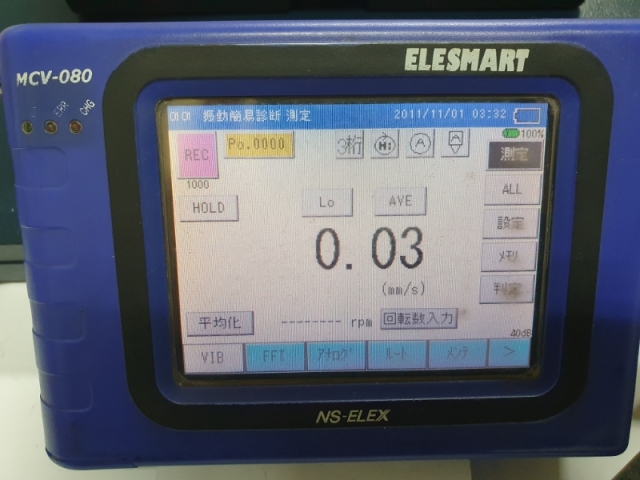 ELESMART
MCV-080
ERR CHG
振動簡易診断 測定 2011/11/01 03:32
100%
REC Po.0000 3桁 H: A A 測定
1000
HOLD Lo AVE ALL
0.03 設定
(mm/s) メモリ
判定
平均化 -------- rpm 回転数入力
40dB
VIB FFT アナログ ルート メンテ >
NS-ELEX